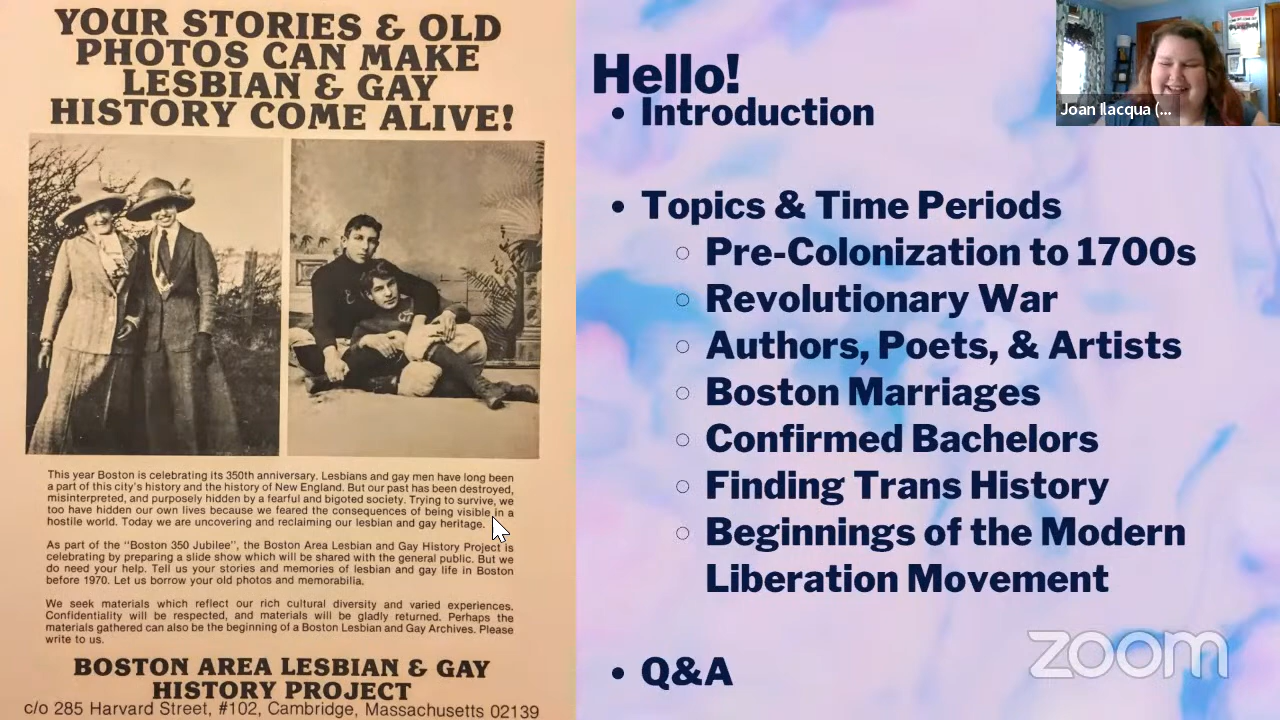 YOUR STORIES & OLD
PHOTOS CAN MAKE
LESBIAN & GAY
HISTORY COME ALIVE!
This year Boston is celebrating its 350th anniversary. Lesbians and gay men have long been
a part of this city's history and the history of New England. But our past has been destroyed,
misinterpreted, and purposely hidden by a fearful and bigoted society. Trying to survive, we
too have hidden our own lives because we feared the consequences of being visible in a
hostile world. Today we are uncovering and reclaiming our lesbian and gay heritage.
As part of the "Boston 350 Jubilee", the Boston Area Lesbian and Gay History Project is
celebrating by preparing a slide show which will be shared with the general public. But we
do need your help. Tell us your stories and memories of lesbian and gay life in Boston
before 1970. Let us borrow your old photos and memorabilia.
We seek materials which reflect our rich cultural diversity and varied experiences.
Confidentiality will be respected, and materials will be gladly returned. Perhaps the
materials gathered can also be the beginning of a Boston Lesbian and Gay Archives. Please
write to us.
BOSTON AREA LESBIAN & GAY
HISTORY PROJECT
c/o 285 Harvard Street, #102, Cambridge, Massachusetts 02139
Hello!
• Introduction
• Topics & Time Periods
○ Pre-Colonization to 1700s
○ Revolutionary War
○ Authors, Poets, & Artists
○ Boston Marriages
○ Confirmed Bachelors
○ Finding Trans History
○ Beginnings of the Modern
Liberation Movement
• Q&A
Joan Ilacqua (...
zoom